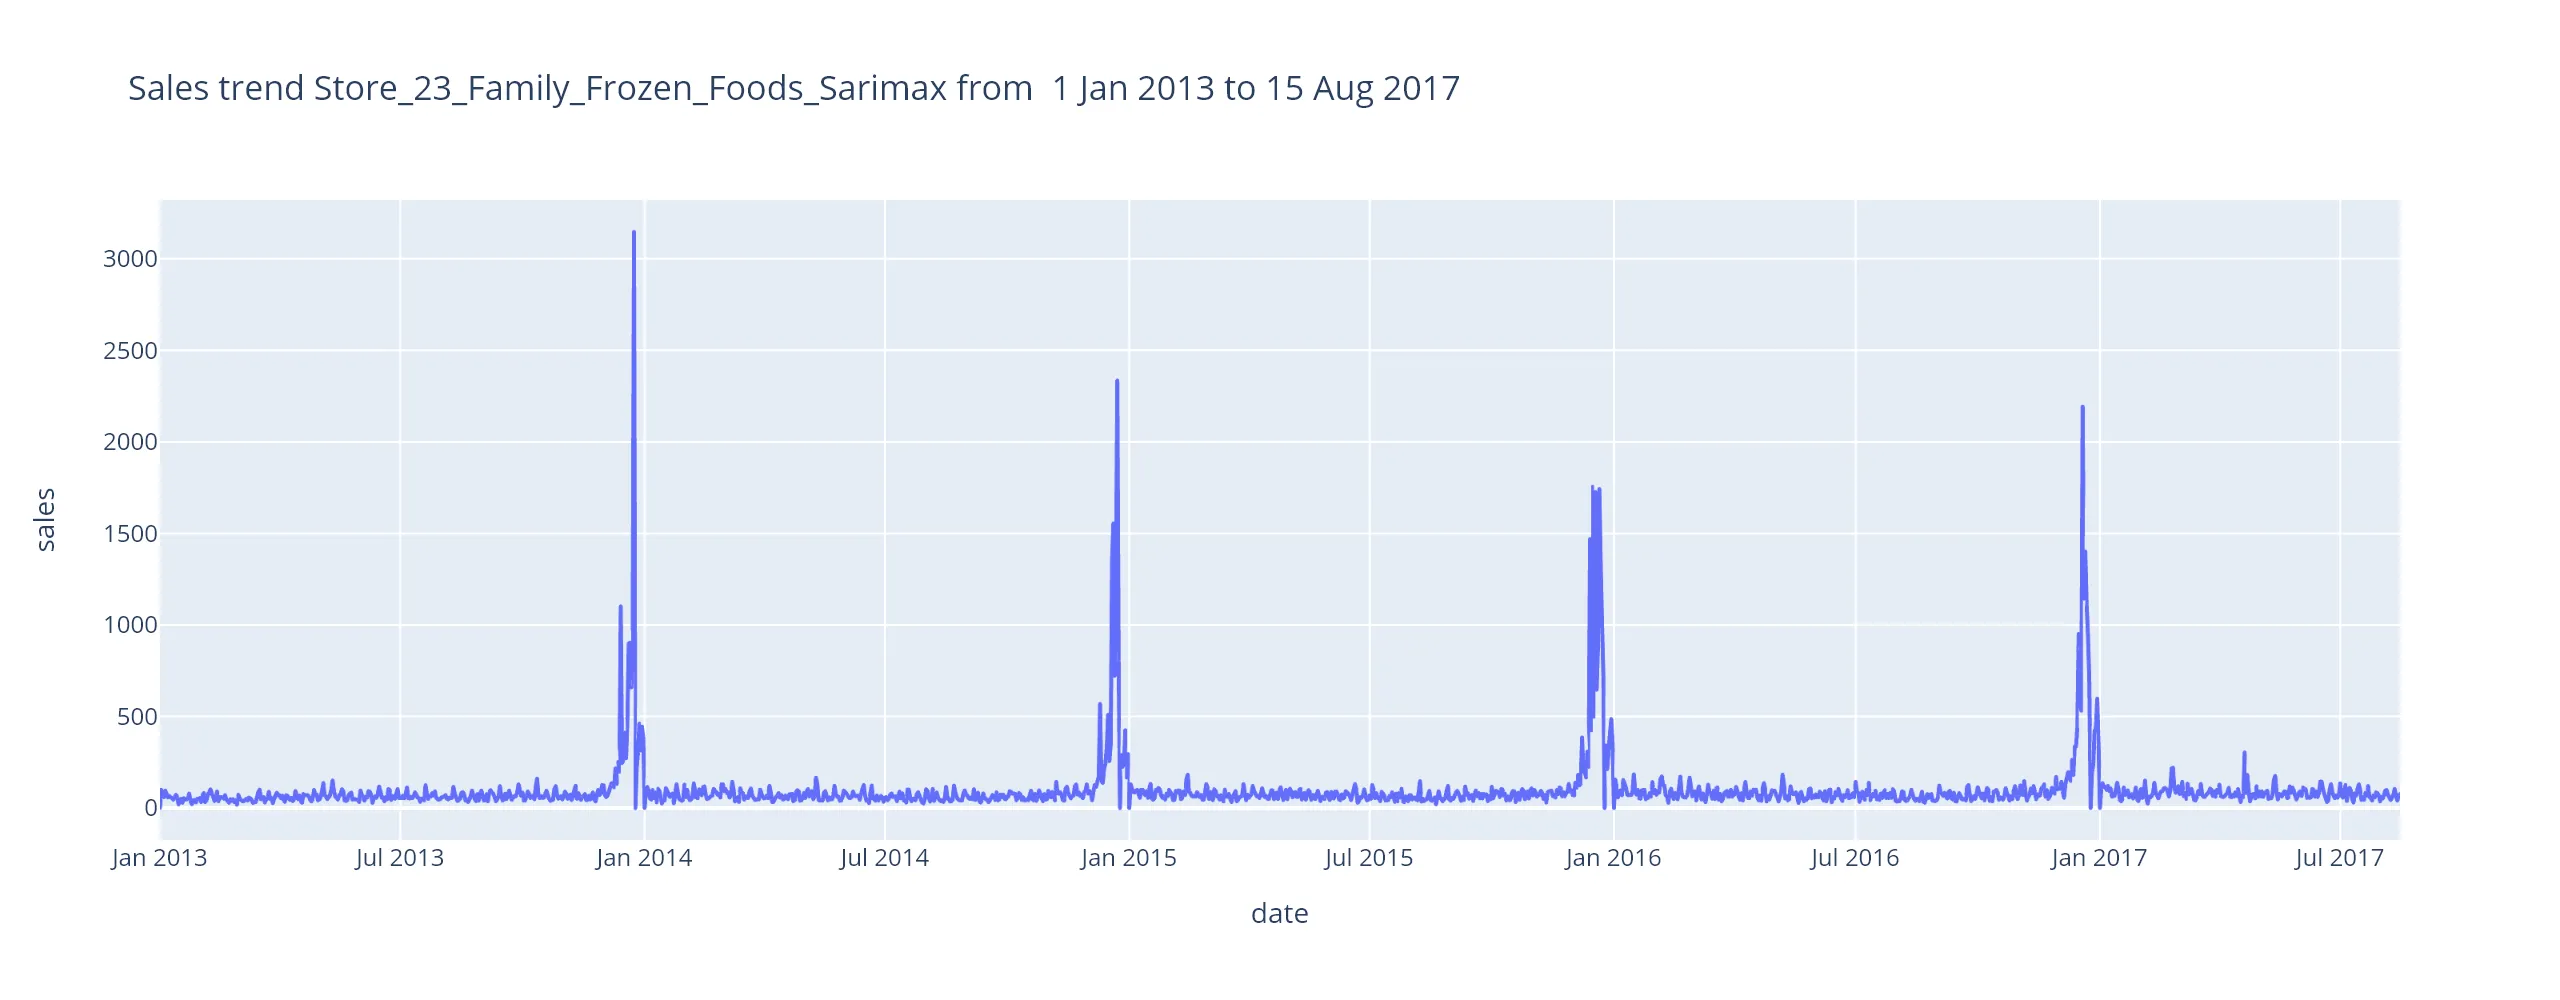 Sales trend Store_23_Family_Frozen_Foods_Sarimax from  1 Jan 2013 to 15 Aug 2017
3000
2500
2000
1500
1000
500
0
sales
Jan 2013 Jul 2013 Jan 2014 Jul 2014 Jan 2015 Jul 2015 Jan 2016 Jul 2016 Jan 2017 Jul 2017
date